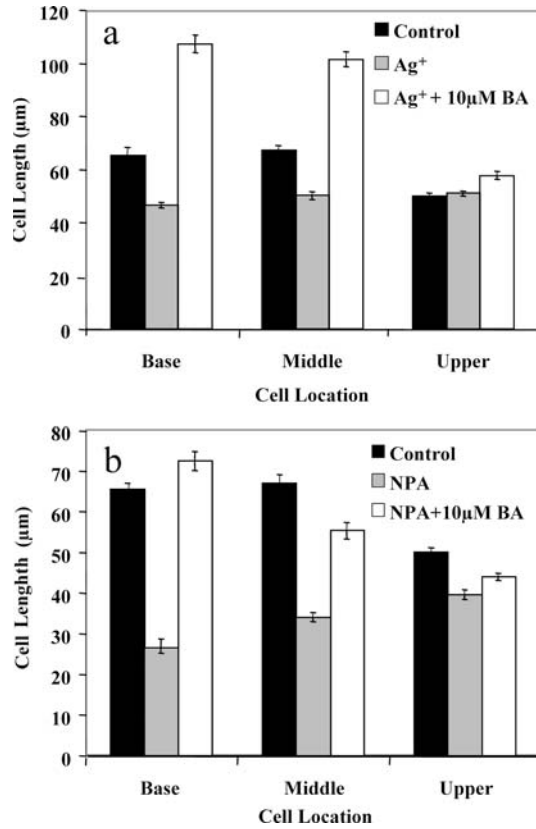 a
Control
Ag⁺
Ag⁺ + 10µM BA
Cell Length (µm)
120
100
80
60
40
20
0
Base Middle Upper
Cell Location
b
Control
NPA
NPA+10µM BA
Cell Lenghth (µm)
80
70
60
50
40
30
20
10
0
Base Middle Upper
Cell Location